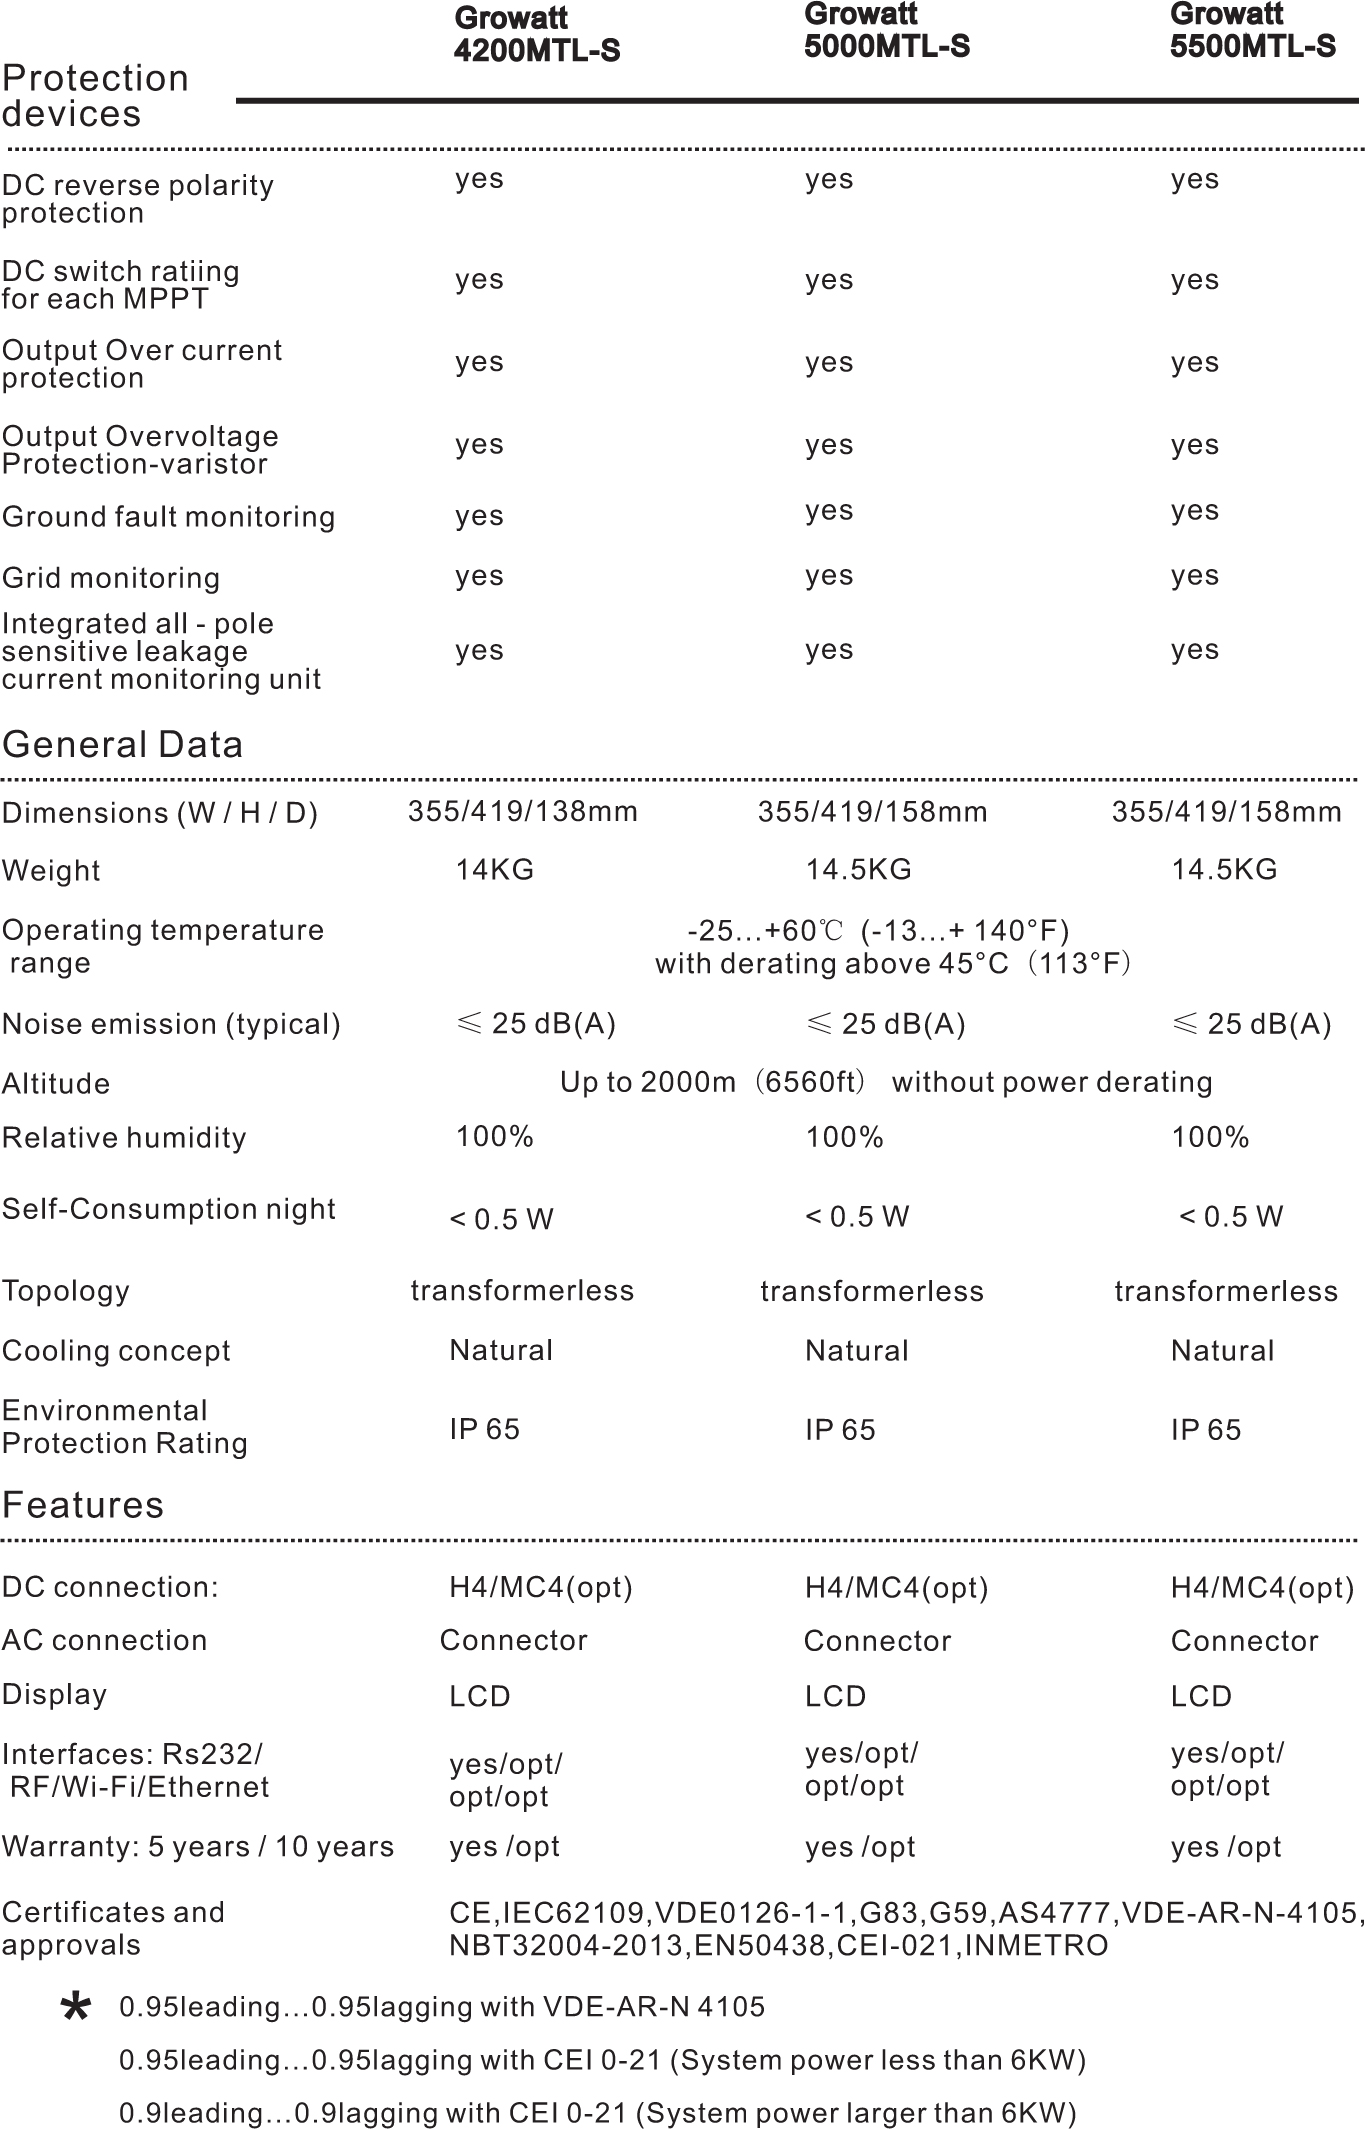 Growatt 4200MTL-S Growatt 5000MTL-S Growatt 5500MTL-S
Protection
devices
DC reverse polarity yes yes yes
protection
DC switch ratiing
for each MPPT yes yes yes
Output Over current
protection yes yes yes
Output Overvoltage
Protection-varistor yes yes yes
Ground fault monitoring yes yes yes
Grid monitoring yes yes yes
Integrated all - pole
sensitive leakage yes yes yes
current monitoring unit
General Data
Dimensions (W / H / D) 355/419/138mm 355/419/158mm 355/419/158mm
Weight 14KG 14.5KG 14.5KG
Operating temperature -25...+60℃ (-13...+ 140°F)
range with derating above 45°C（113°F）
Noise emission (typical) ≤ 25 dB(A) ≤ 25 dB(A) ≤ 25 dB(A)
Altitude Up to 2000m（6560ft） without power derating
Relative humidity 100% 100% 100%
Self-Consumption night < 0.5 W < 0.5 W < 0.5 W
Topology transformerless transformerless transformerless
Cooling concept Natural Natural Natural
Environmental
Protection Rating IP 65 IP 65 IP 65
Features
DC connection: H4/MC4(opt) H4/MC4(opt) H4/MC4(opt)
AC connection Connector Connector Connector
Display LCD LCD LCD
Interfaces: Rs232/ yes/opt/ yes/opt/ yes/opt/
RF/Wi-Fi/Ethernet opt/opt opt/opt opt/opt
Warranty: 5 years / 10 years yes /opt yes /opt yes /opt
Certificates and CE,IEC62109,VDE0126-1-1,G83,G59,AS4777,VDE-AR-N-4105,
approvals NBT32004-2013,EN50438,CEI-021,INMETRO
* 0.95leading...0.95lagging with VDE-AR-N 4105
0.95leading...0.95lagging with CEI 0-21 (System power less than 6KW)
0.9leading...0.9lagging with CEI 0-21 (System power larger than 6KW)